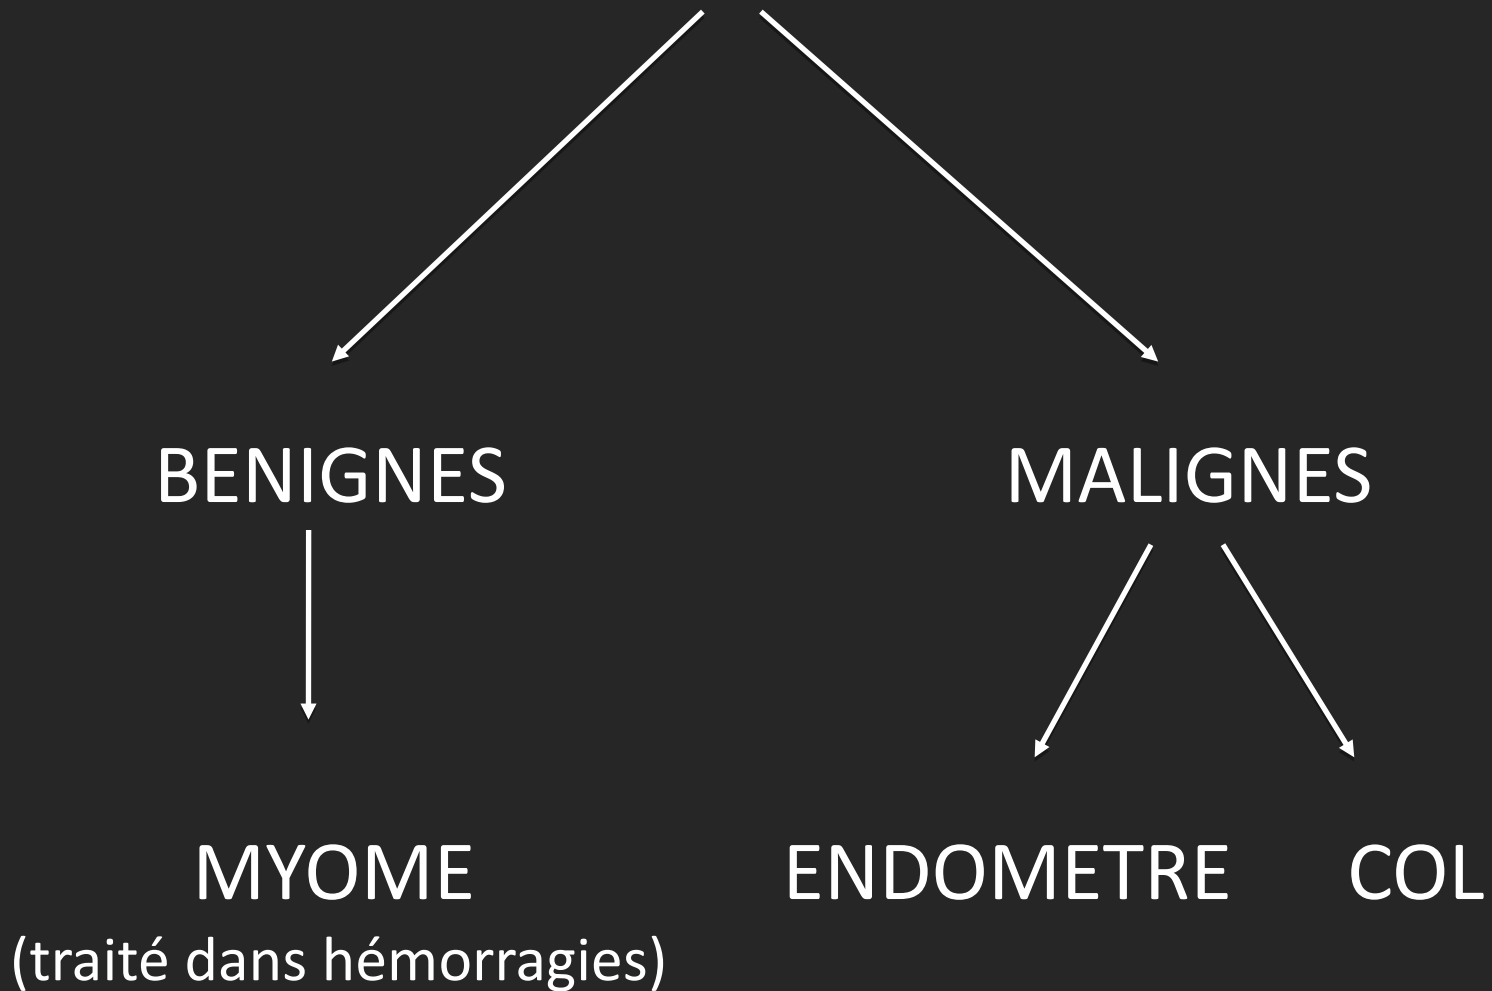 BENIGNES
MALIGNES
MYOME
ENDOMETRE
COL
(traité dans hémorragies)